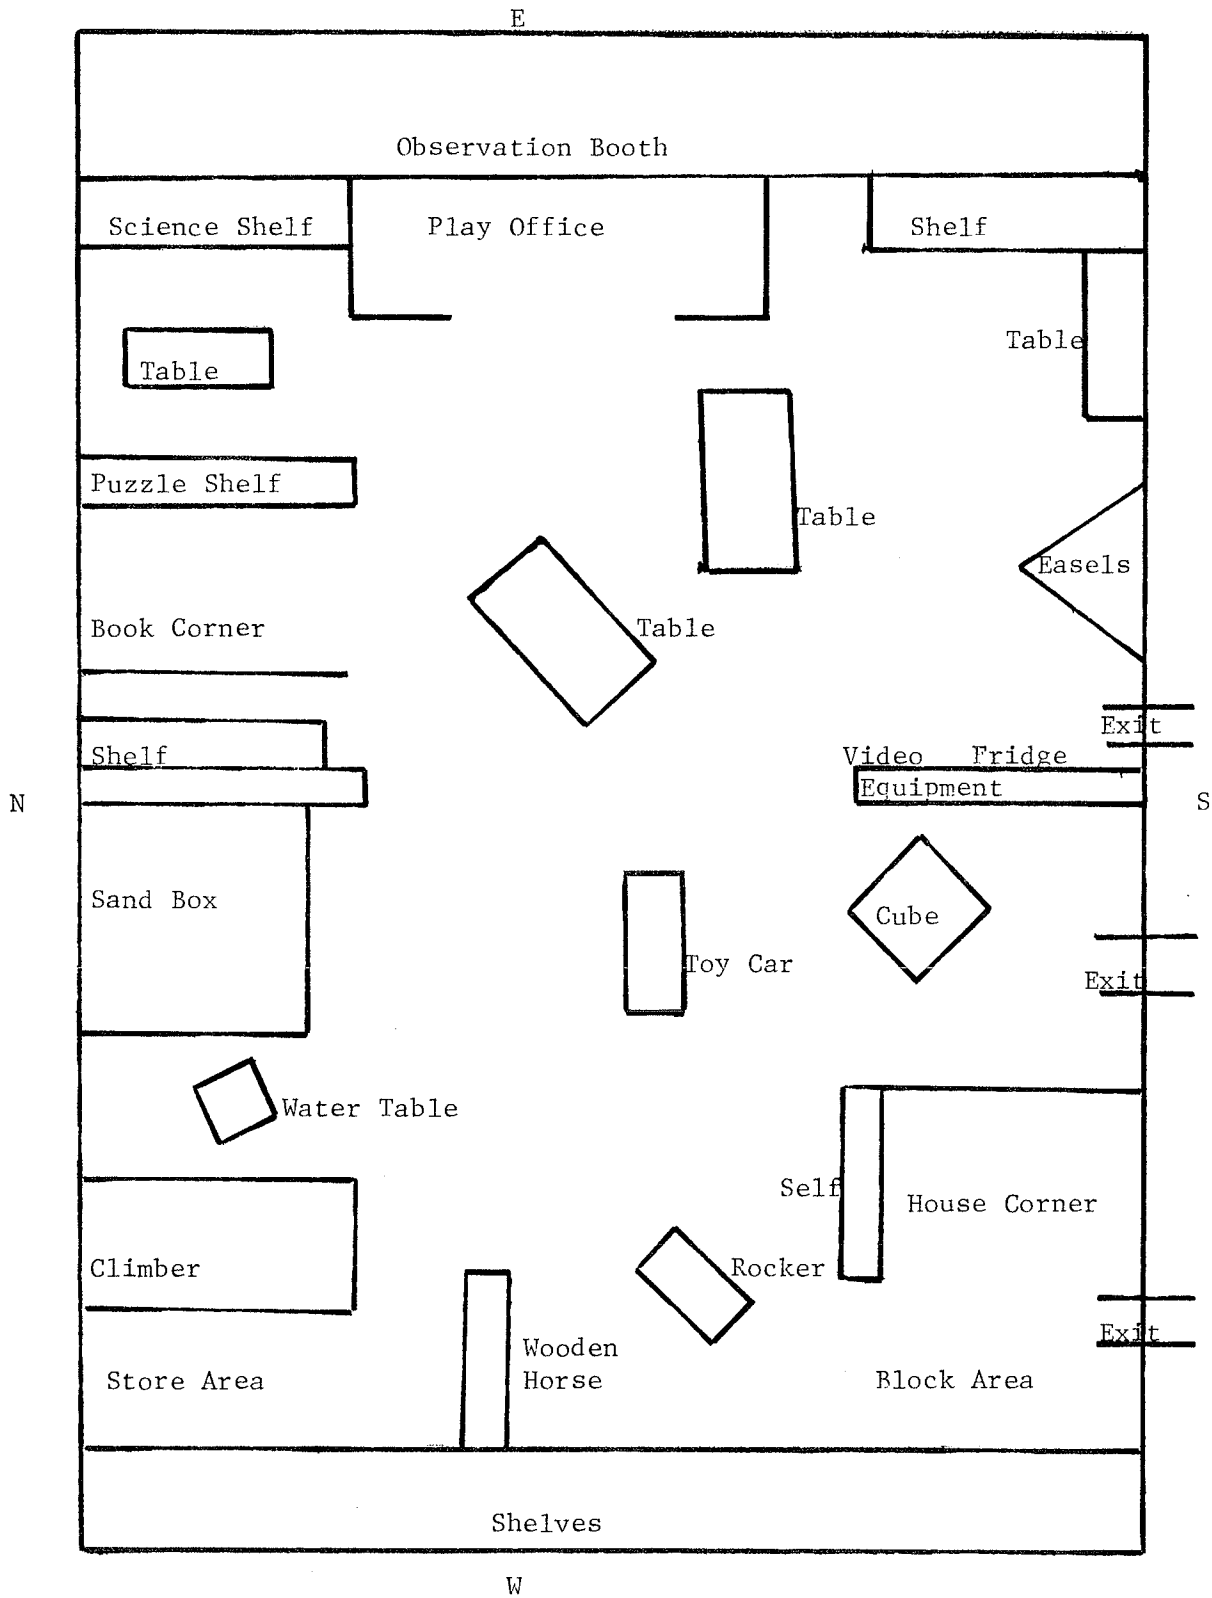 E
Observation Booth
Science Shelf
Play Office
Shelf
Table
Table
Puzzle Shelf
Table
Easels
Book Corner
Table
Exit
Shelf
Video Fridge
Equipment
N
S
Sand Box
Cube
Toy Car
Exit
Water Table
Self
House Corner
Climber
Rocker
Exit
Wooden
Horse
Store Area
Block Area
Shelves
W